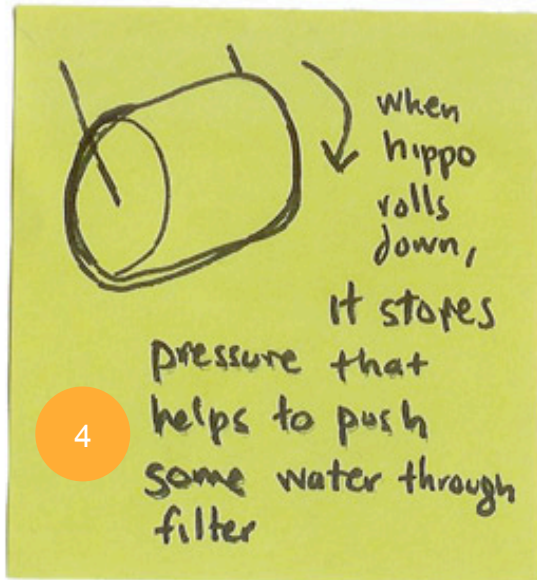 when
hippo
rolls
down,
it stores
pressure that
helps to push
4
some water through
filter